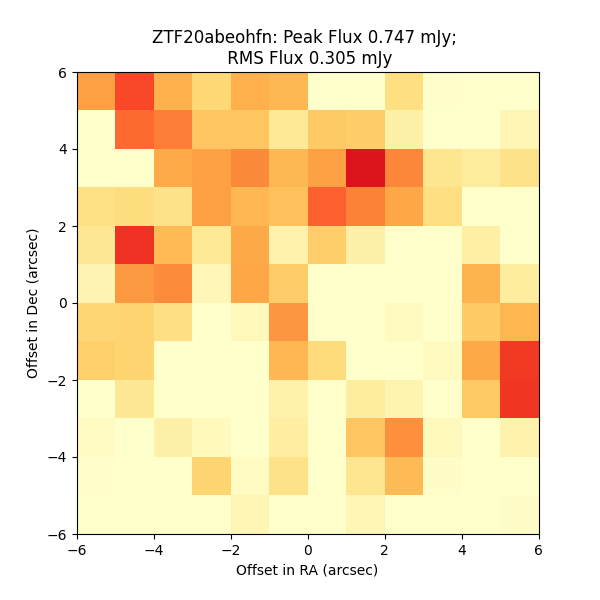 ZTF20abeohfn: Peak Flux 0.747 mJy;
RMS Flux 0.305 mJy
6
4
2
0
−2
−4
−6
Offset in Dec (arcsec)
−6 −4 −2 0 2 4 6
Offset in RA (arcsec)